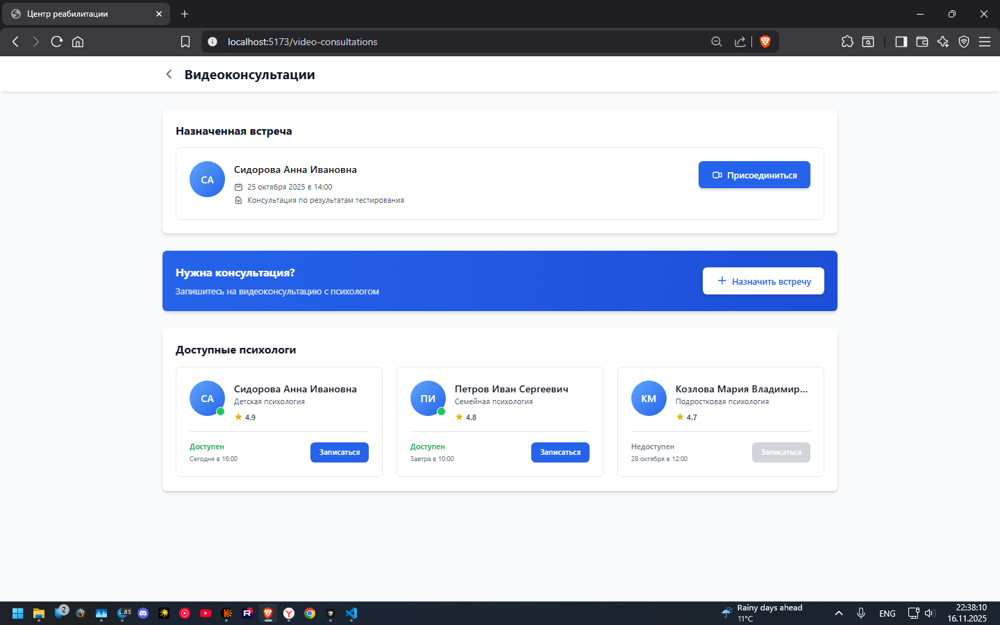 Центр реабилитации
localhost:5173/video-consultations
Видеоконсультации
Назначенная встреча
СА
Сидорова Анна Ивановна
25 октября 2025 в 14:00
Консультация по результатам тестирования
Присоединиться
Нужна консультация?
Запишитесь на видеоконсультацию с психологом
Назначить встречу
Доступные психологи
СА
Сидорова Анна Ивановна
Детская психология
4.9
Доступен
Сегодня в 16:00
Записаться
ПИ
Петров Иван Сергеевич
Семейная психология
4.8
Доступен
Завтра в 10:00
Записаться
КМ
Козлова Мария Владимир...
Подростковая психология
4.7
Недоступен
28 октября в 12:00
Записаться
2
.85
Rainy days ahead
11°C
ENG
22:38:10
16.11.2025